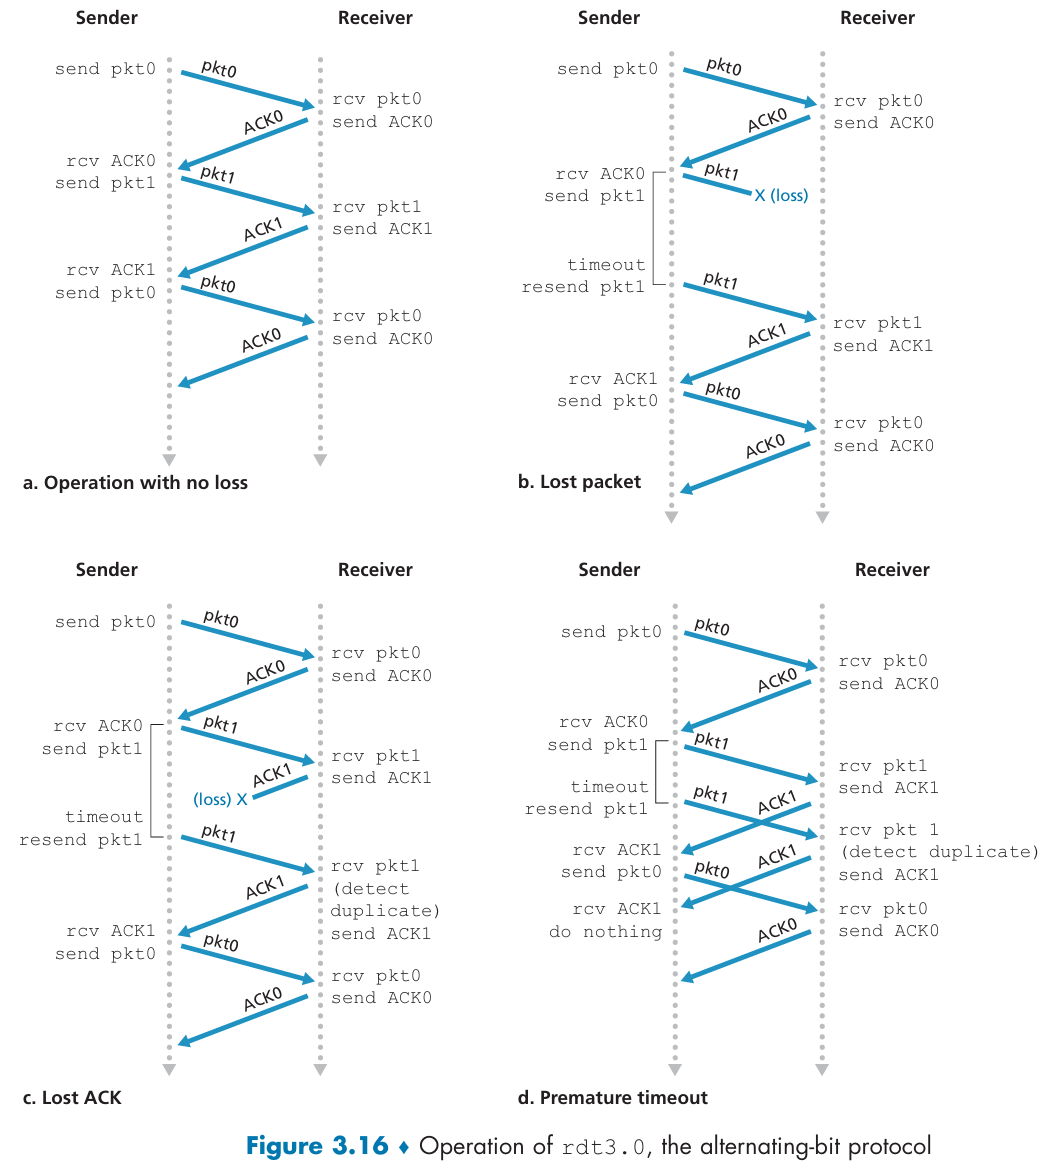 Sender Receiver
send pkt0
pkt0
rcv pkt0
send ACK0
ACK0
rcv ACK0
send pkt1
pkt1
rcv pkt1
send ACK1
ACK1
rcv ACK1
send pkt0
pkt0
rcv pkt0
send ACK0
ACK0
a. Operation with no loss
Sender Receiver
send pkt0
pkt0
rcv pkt0
send ACK0
ACK0
rcv ACK0
send pkt1
pkt1
X (loss)
timeout
resend pkt1
pkt1
rcv pkt1
send ACK1
ACK1
rcv ACK1
send pkt0
pkt0
rcv pkt0
send ACK0
ACK0
b. Lost packet
Sender Receiver
send pkt0
pkt0
rcv pkt0
send ACK0
ACK0
rcv ACK0
send pkt1
pkt1
rcv pkt1
send ACK1
ACK1
(loss) X
timeout
resend pkt1
pkt1
rcv pkt1
(detect
duplicate)
send ACK1
ACK1
rcv ACK1
send pkt0
pkt0
rcv pkt0
send ACK0
ACK0
c. Lost ACK
Sender Receiver
send pkt0
pkt0
rcv pkt0
send ACK0
ACK0
rcv ACK0
send pkt1
pkt1
rcv pkt1
send ACK1
ACK1
timeout
resend pkt1
pkt1
rcv pkt 1
(detect duplicate)
send ACK1
ACK1
rcv ACK1
send pkt0
pkt0
rcv ACK1
do nothing
rcv pkt0
send ACK0
ACK0
d. Premature timeout
Figure 3.16 ♦ Operation of rdt3.0, the alternating-bit protocol